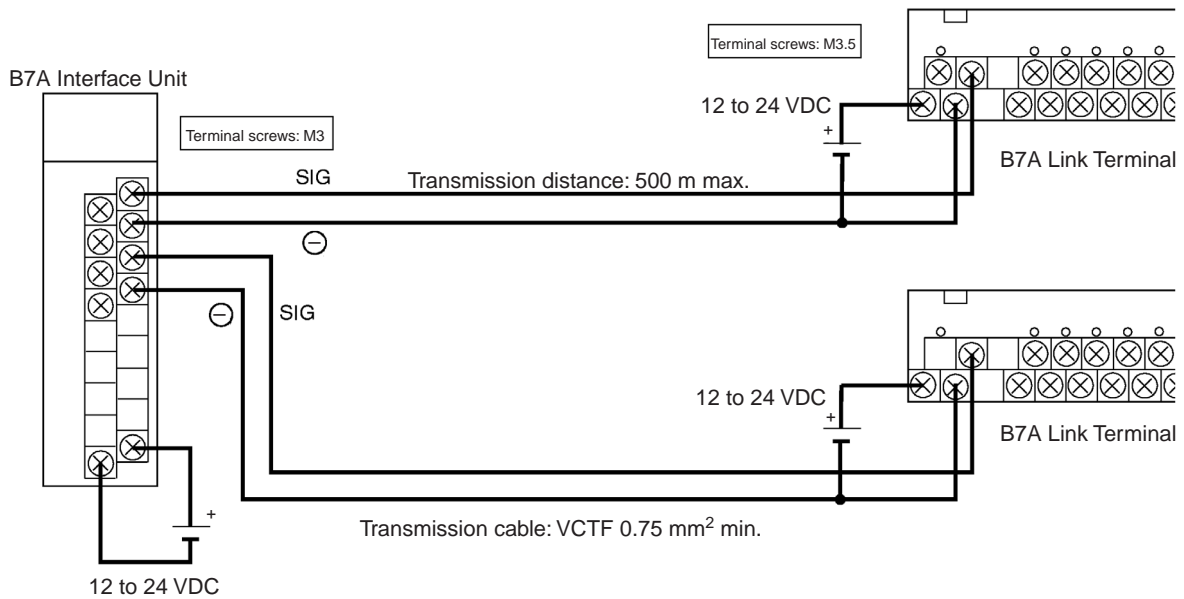 Terminal screws: M3.5
B7A Interface Unit
12 to 24 VDC
+
Terminal screws: M3
B7A Link Terminal
SIG
Transmission distance: 500 m max.
⊖
⊖
SIG
12 to 24 VDC
+
B7A Link Terminal
+
Transmission cable: VCTF 0.75 mm² min.
12 to 24 VDC